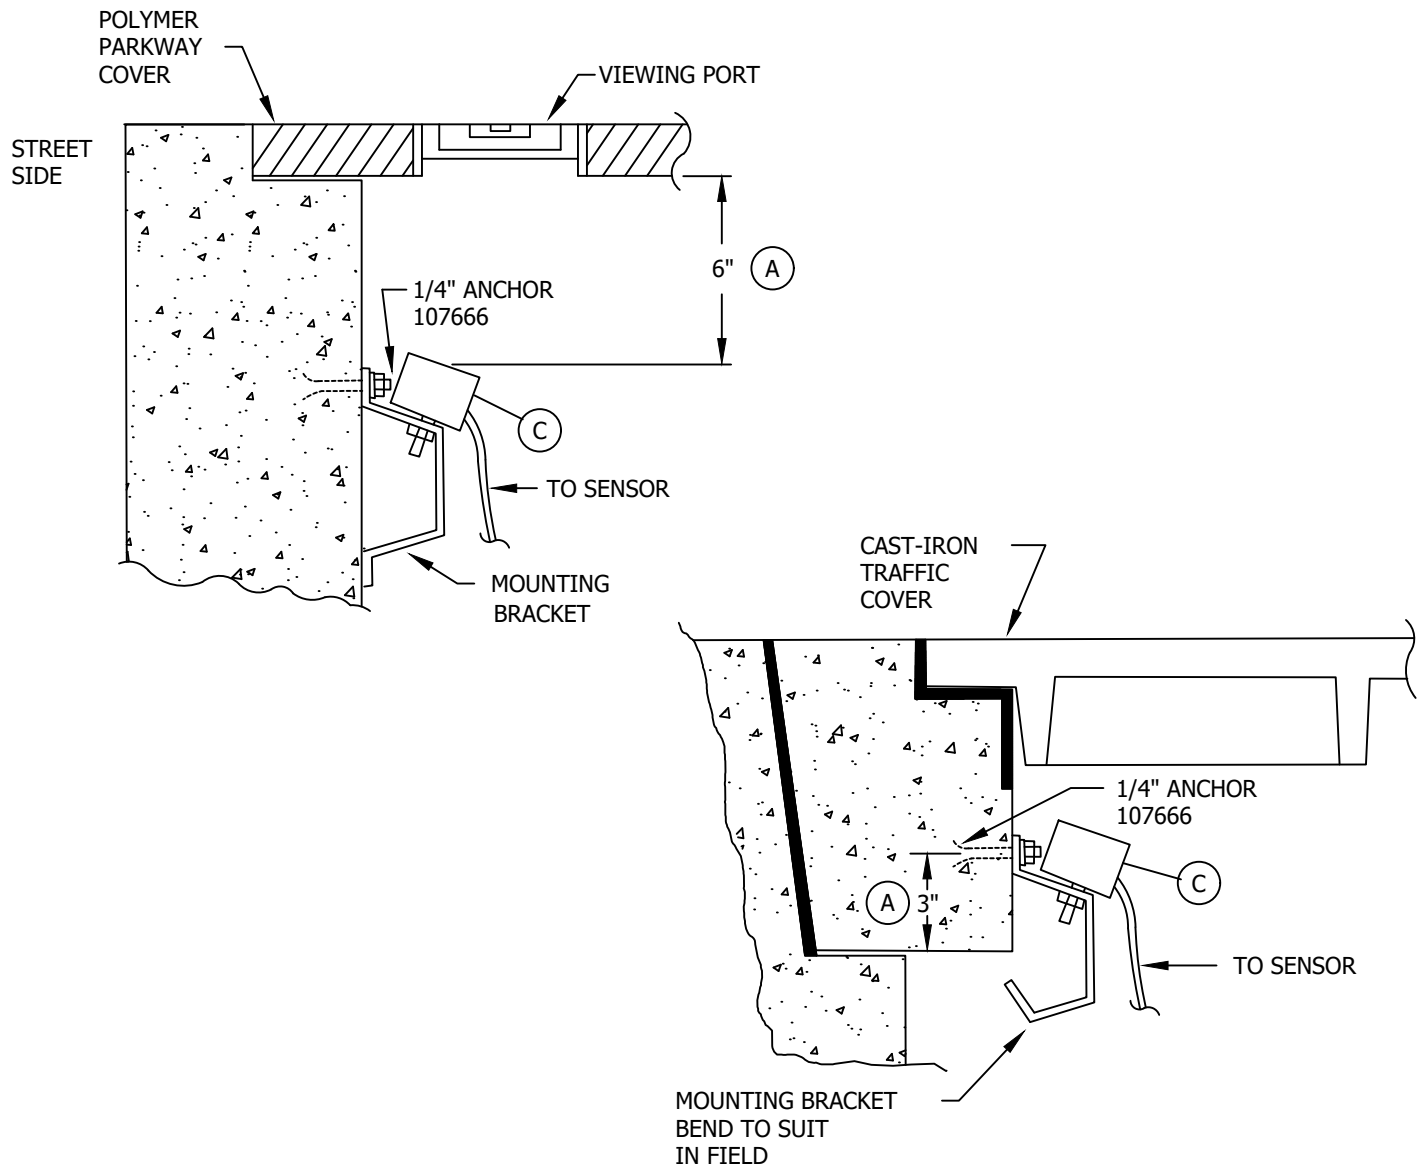 POLYMER
PARKWAY
COVER
VIEWING PORT
STREET
SIDE
6" A
1/4" ANCHOR
107666
C
TO SENSOR
MOUNTING
BRACKET
CAST-IRON
TRAFFIC
COVER
1/4" ANCHOR
107666
A 3"
C
TO SENSOR
MOUNTING BRACKET
BEND TO SUIT
IN FIELD